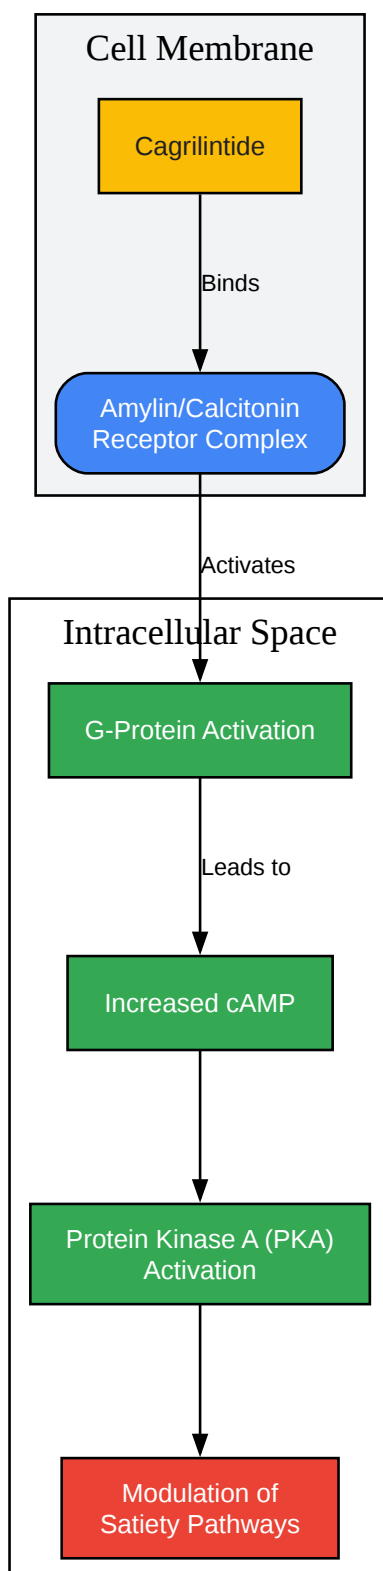 Cell Membrane
Cagrilintide
Binds
Amylin/Calcitonin
Receptor Complex
Activates
Intracellular Space
G-Protein Activation
Leads to
Increased cAMP
Protein Kinase A (PKA)
Activation
Modulation of
Satiety Pathways